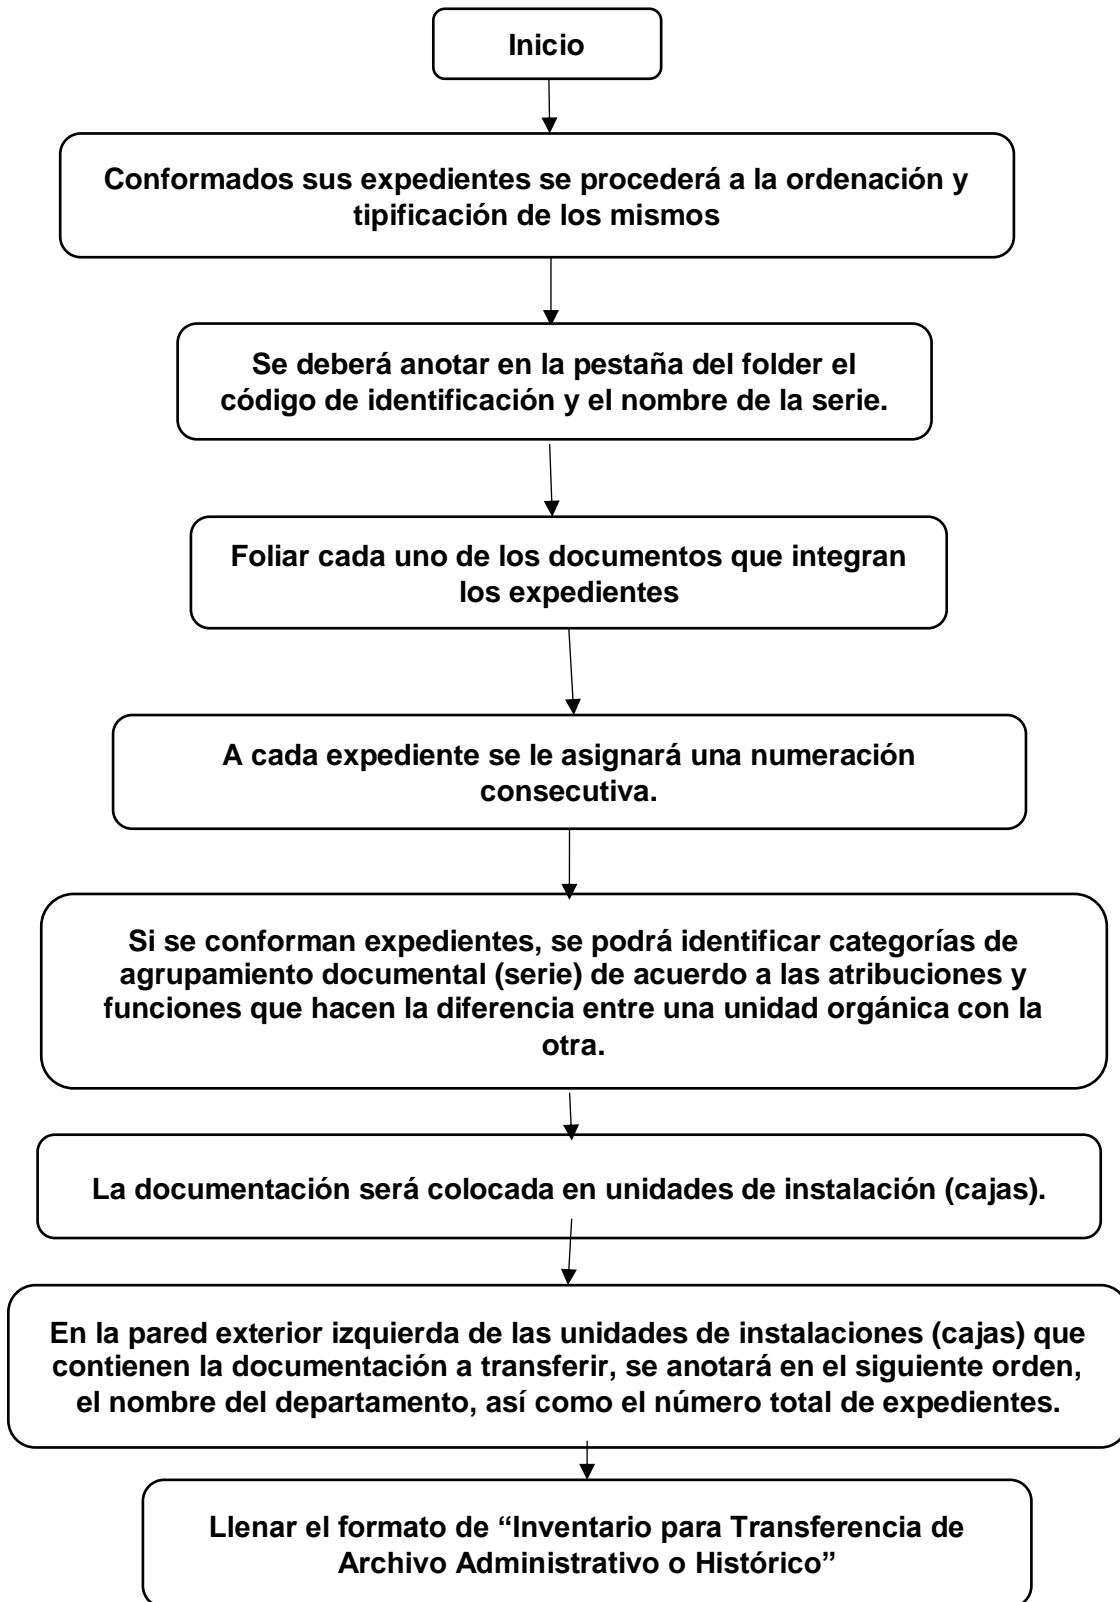 Inicio
Conformados sus expedientes se procederá a la ordenación y
tipificación de los mismos
Se deberá anotar en la pestaña del folder el
código de identificación y el nombre de la serie.
Foliar cada uno de los documentos que integran
los expedientes
A cada expediente se le asignará una numeración
consecutiva.
Si se conforman expedientes, se podrá identificar categorías de
agrupamiento documental (serie) de acuerdo a las atribuciones y
funciones que hacen la diferencia entre una unidad orgánica con la
otra.
La documentación será colocada en unidades de instalación (cajas).
En la pared exterior izquierda de las unidades de instalaciones (cajas) que
contienen la documentación a transferir, se anotará en el siguiente orden,
el nombre del departamento, así como el número total de expedientes.
Llenar el formato de “Inventario para Transferencia de
Archivo Administrativo o Histórico”